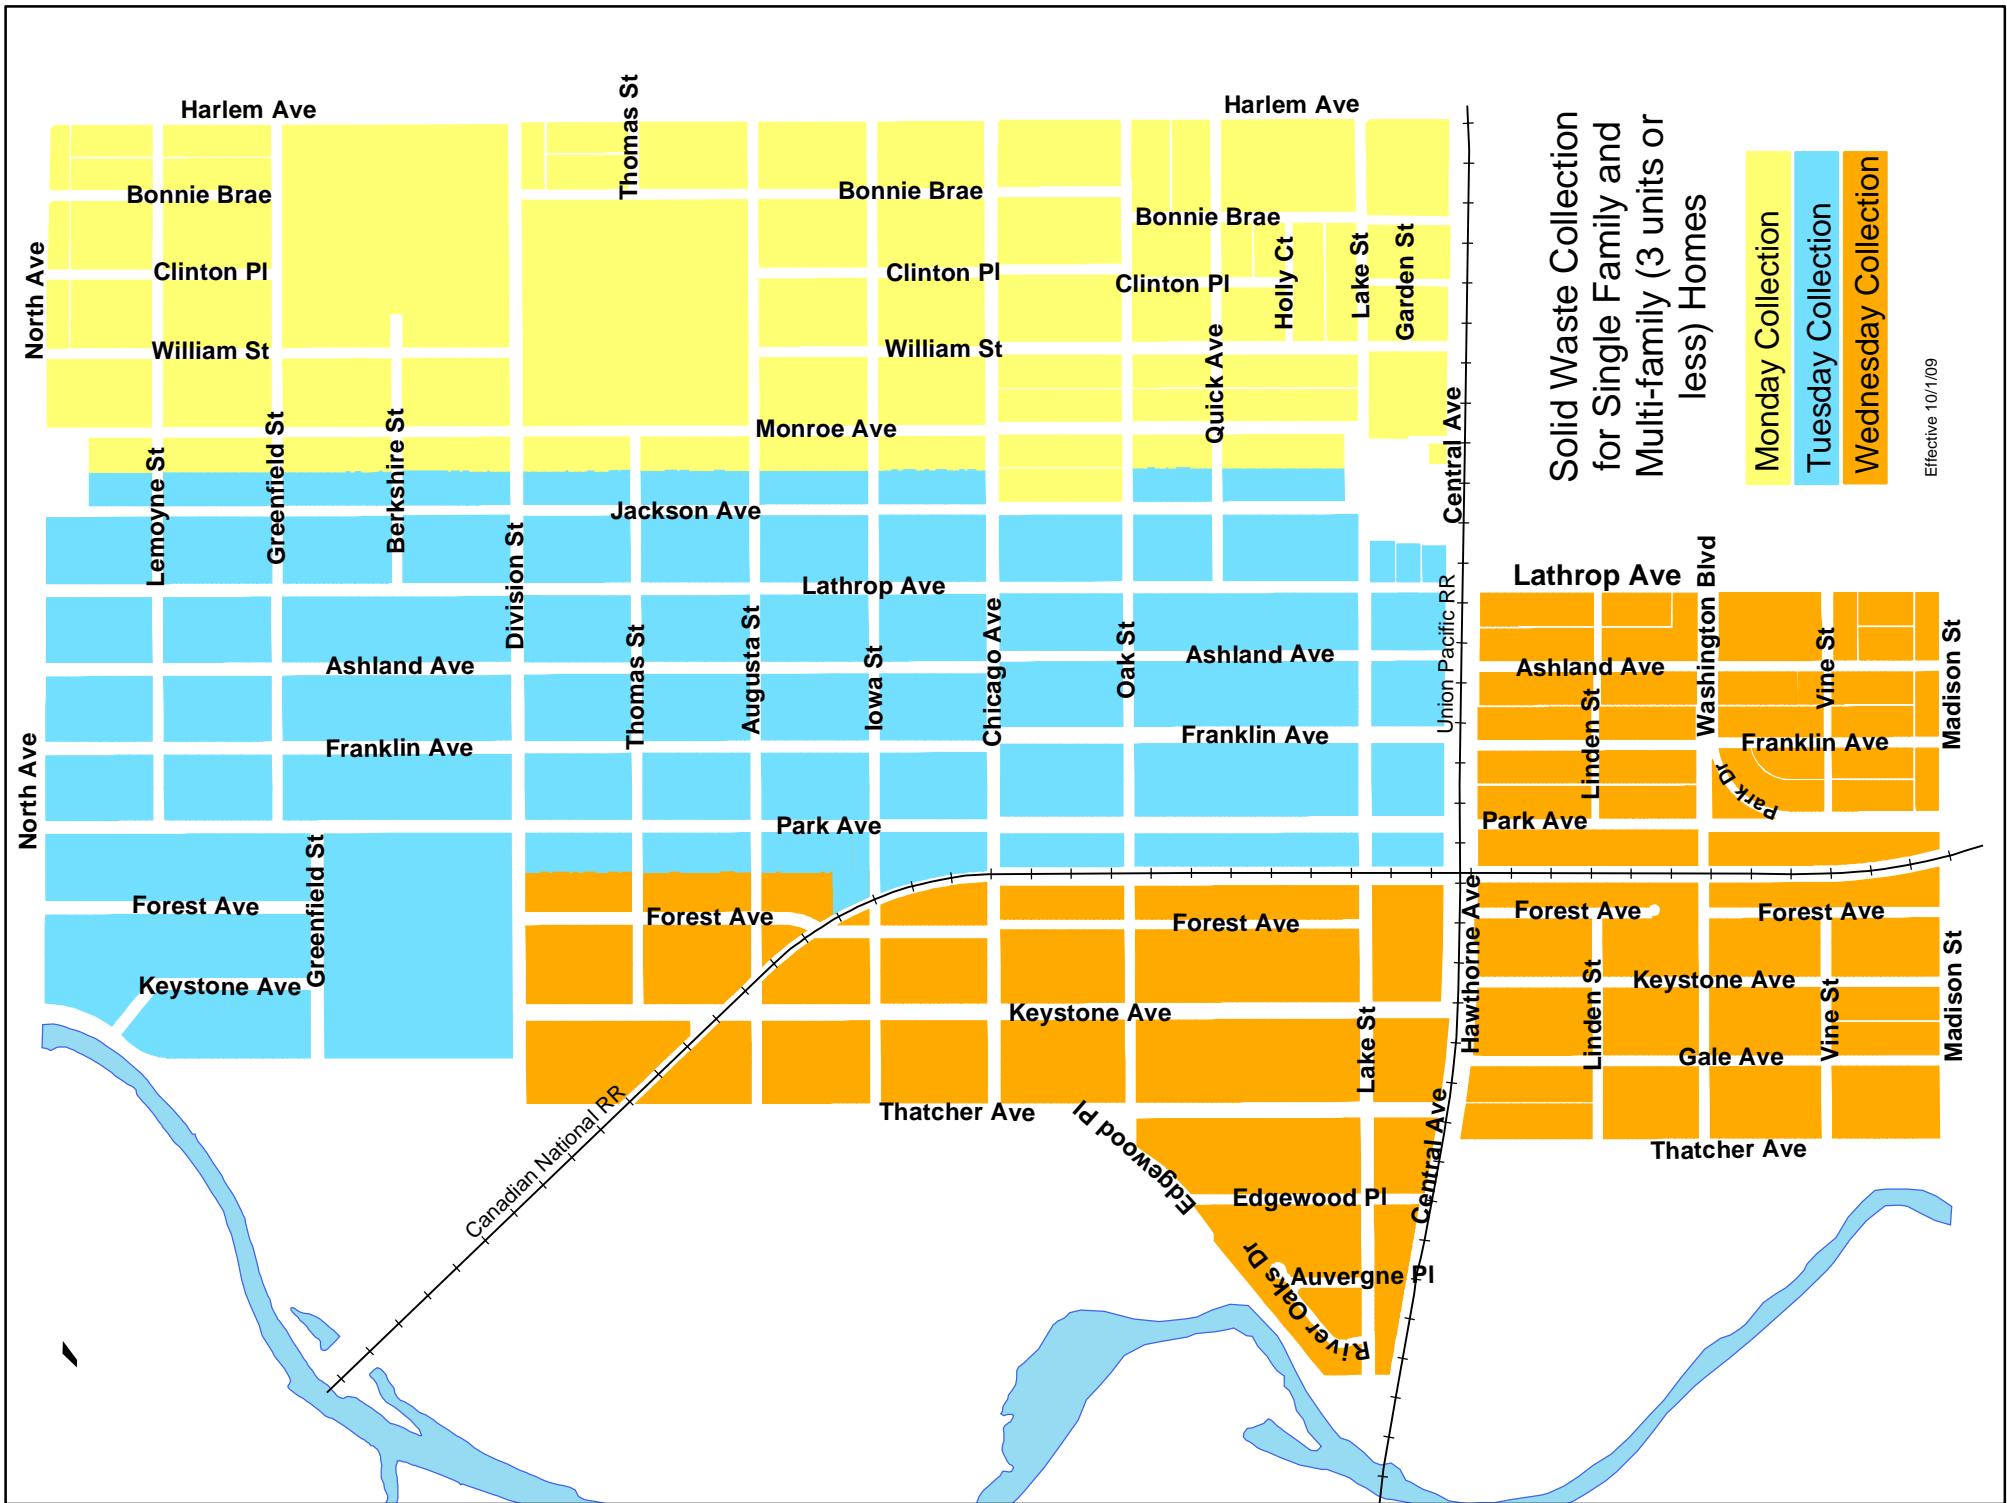 Harlem Ave
Thomas St
Harlem Ave
Bonnie Brae
Bonnie Brae
Bonnie Brae
North Ave
Clinton Pl
Clinton Pl
Clinton Pl
Holly Ct
Lake St
Garden St
William St
William St
Quick Ave
Monroe Ave
Central Ave
Lemoyne St
Greenfield St
Berkshire St
Division St
Jackson Ave
Lathrop Ave
Solid Waste Collection
for Single Family and
Multi-family (3 units or
less) Homes
Monday Collection
Tuesday Collection
Wednesday Collection
Effective 10/1/09
Lathrop Ave
Washington Blvd
Union Pacific RR
Ashland Ave
Thomas St
Augusta St
Iowa St
Chicago Ave
Oak St
Ashland Ave
Ashland Ave
Linden St
Vine St
Madison St
North Ave
Franklin Ave
Franklin Ave
Franklin Ave
Park Dr
Park Ave
Park Ave
Greenfield St
Forest Ave
Forest Ave
Forest Ave
Hawthorne Ave
Forest Ave
Forest Ave
Keystone Ave
Keystone Ave
Keystone Ave
Lake St
Linden St
Vine St
Madison St
Gale Ave
Canadian National RR
Thatcher Ave
Edgewood Pl
Central Ave
Thatcher Ave
Edgewood Pl
River Oaks Dr
Auvergne Pl